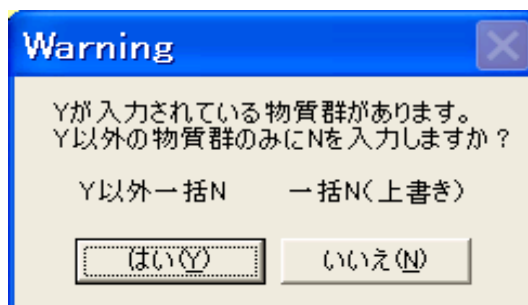 Warning
Yが入力されている物質群があります。
Y以外の物質群のみにNを入力しますか？
Y以外一括N 一括N(上書き)
はい(Y) いいえ(N)